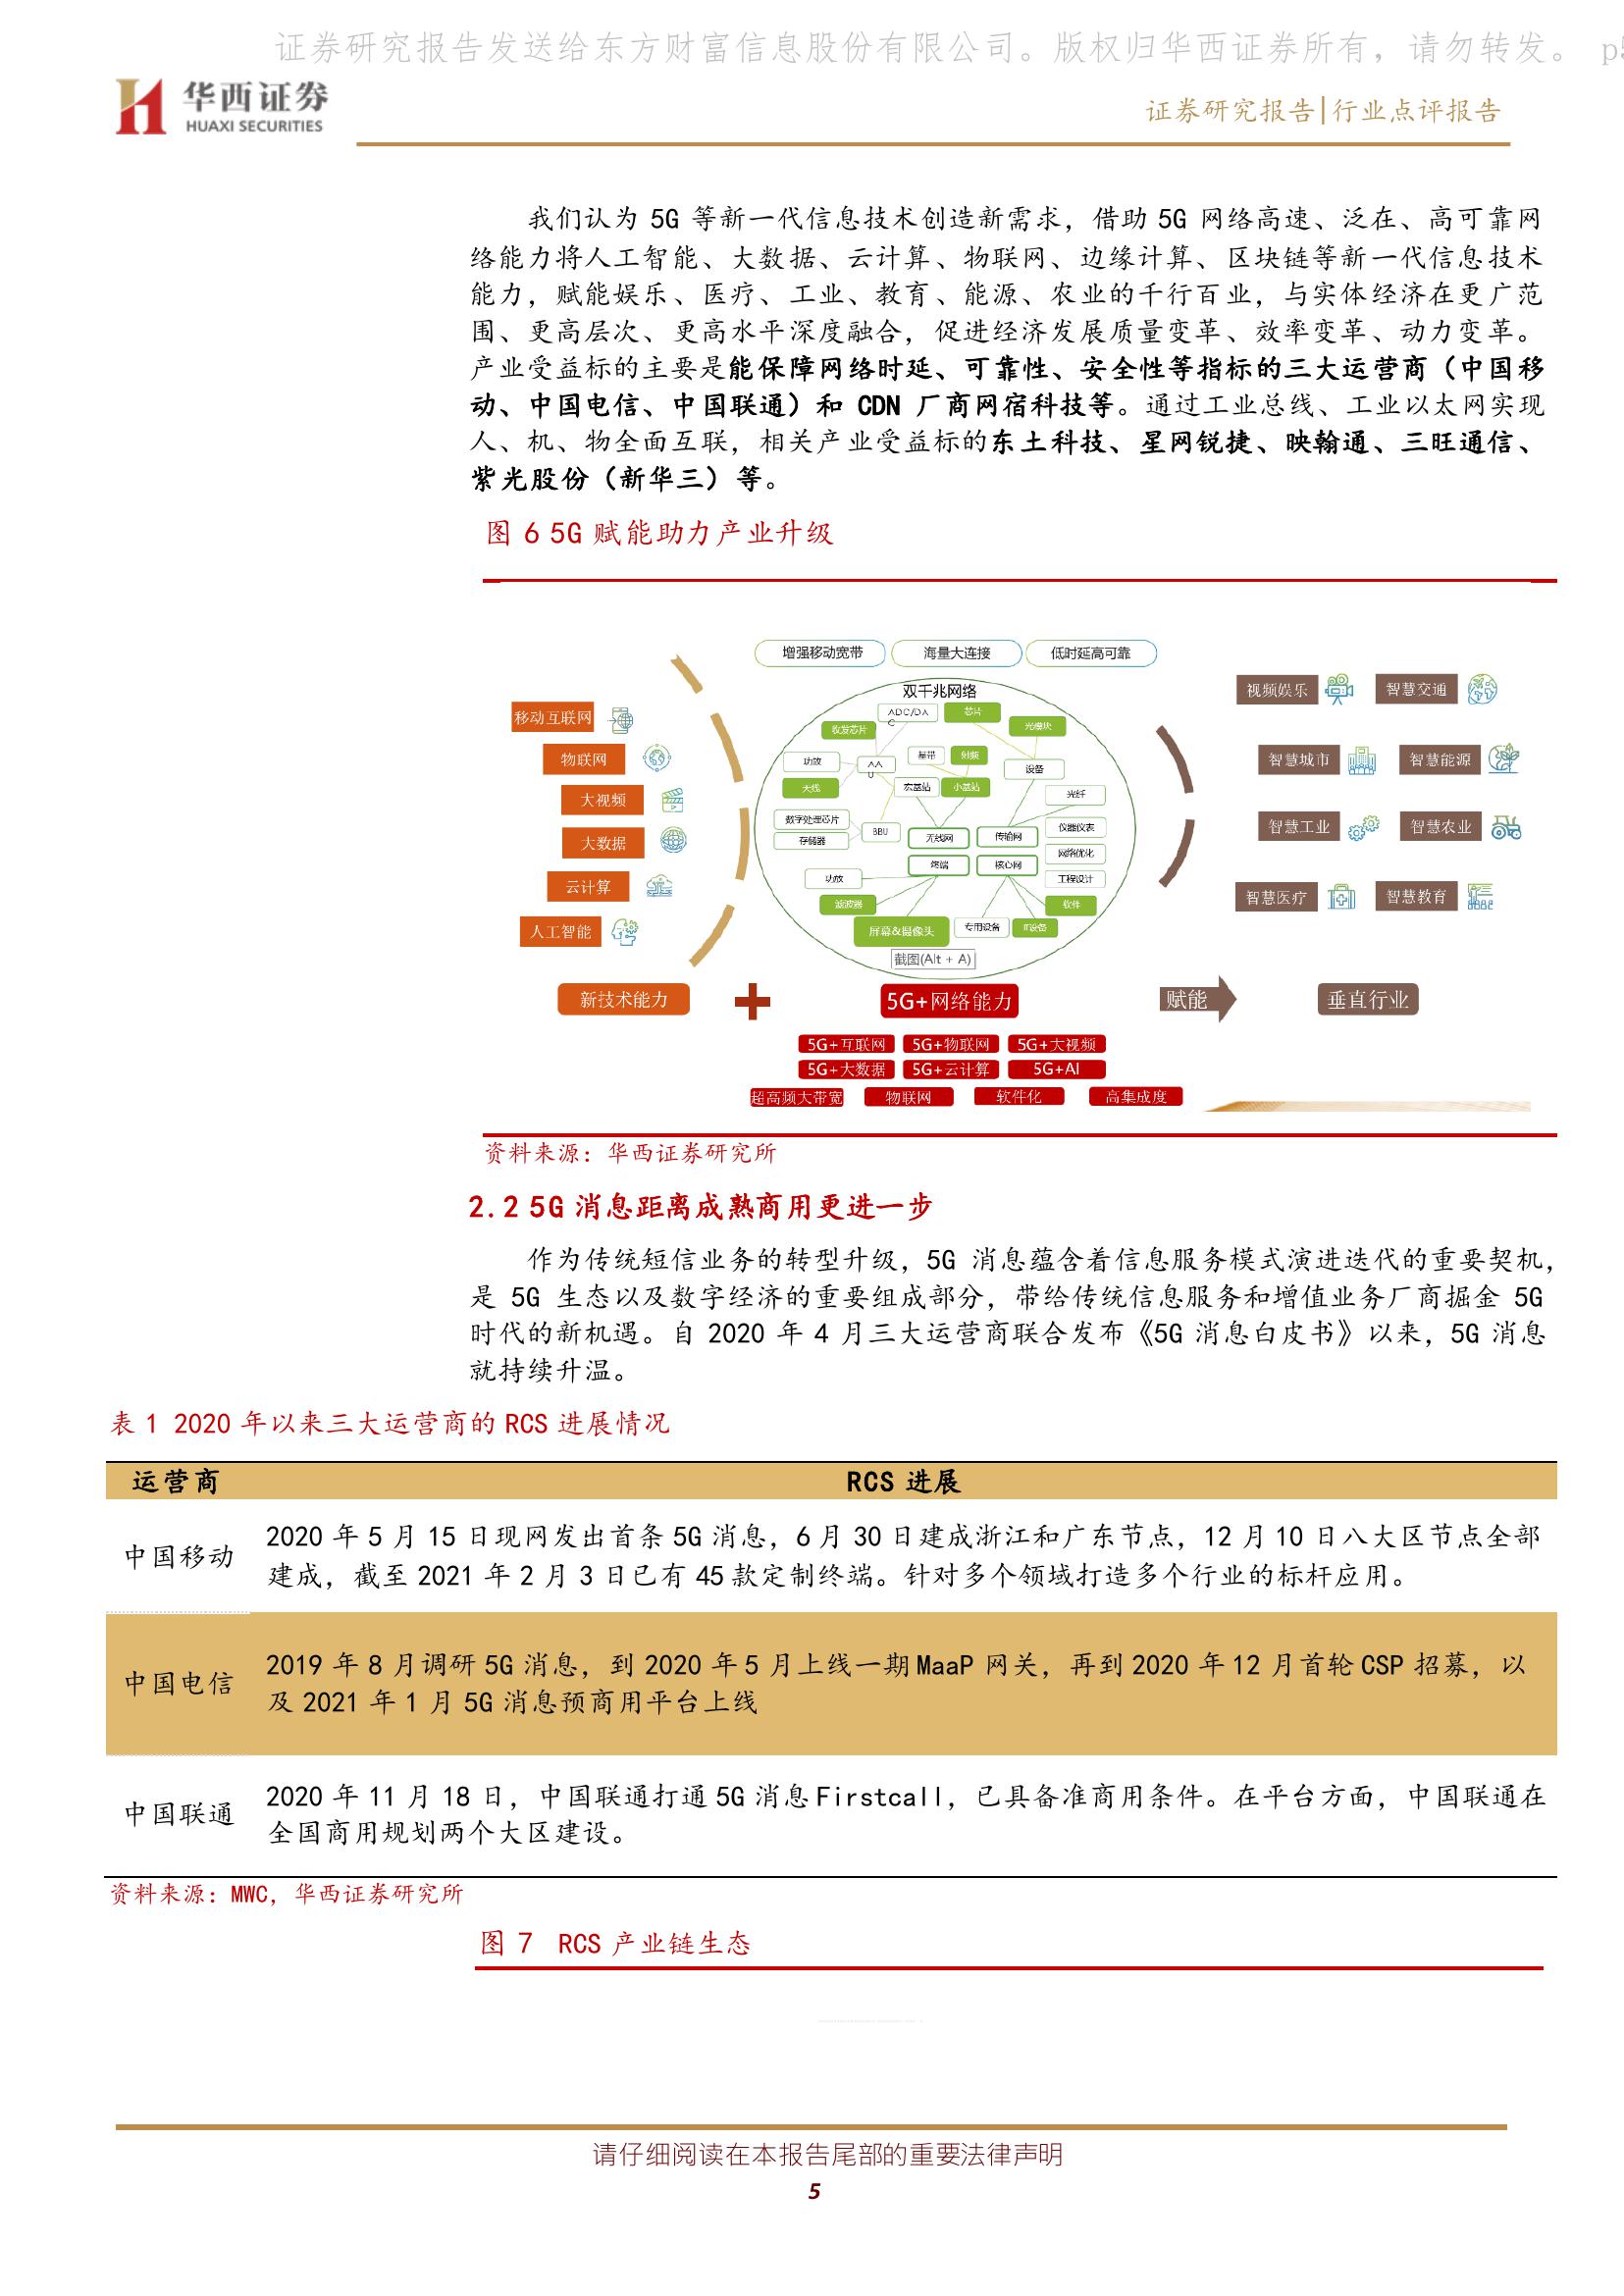 证券研究报告发送给东方财富信息股份有限公司。版权归华西证券所有，请勿转发。 p5
华西证券
HUAXI SECURITIES
证券研究报告|行业点评报告
我们认为 5G 等新一代信息技术创造新需求，借助 5G 网络高速、泛在、高可靠网
络能力将人工智能、大数据、云计算、物联网、边缘计算、区块链等新一代信息技术
能力，赋能娱乐、医疗、工业、教育、能源、农业的千行百业，与实体经济在更广范
围、更高层次、更高水平深度融合，促进经济发展质量变革、效率变革、动力变革。
产业受益标的主要是能保障网络时延、可靠性、安全性等指标的三大运营商（中国移
动、中国电信、中国联通）和 CDN 厂商网宿科技等。通过工业总线、工业以太网实现
人、机、物全面互联，相关产业受益标的东土科技、星网锐捷、映翰通、三旺通信、
紫光股份（新华三）等。
图 6 5G 赋能助力产业升级
增强移动宽带
海量大连接
低时延高可靠
移动互联网
物联网
大视频
大数据
云计算
人工智能
新技术能力
双千兆网络
ADC/DAC
芯片
收发芯片
光模块
功放
AAU
基带
射频
设备
天线
宏基站
小基站
光纤
数字处理芯片
存储器
BBU
无线网
传输网
仪器仪表
终端
核心网
网络优化
功放
工程设计
滤波器
软件
屏幕&摄像头
专用设备
IT设备
截图(Alt + A)
5G+网络能力
5G+互联网
5G+物联网
5G+大视频
5G+大数据
5G+云计算
5G+AI
超高频大带宽
物联网
软件化
高集成度
赋能
视频娱乐
智慧交通
智慧城市
智慧能源
智慧工业
智慧农业
智慧医疗
智慧教育
垂直行业
资料来源：华西证券研究所
2.2 5G 消息距离成熟商用更进一步
作为传统短信业务的转型升级，5G 消息蕴含着信息服务模式演进迭代的重要契机，
是 5G 生态以及数字经济的重要组成部分，带给传统信息服务和增值业务厂商掘金 5G
时代的新机遇。自 2020 年 4 月三大运营商联合发布《5G 消息白皮书》以来，5G 消息
就持续升温。
表 1 2020 年以来三大运营商的 RCS 进展情况
运营商
RCS 进展
中国移动
2020 年 5 月 15 日现网发出首条 5G 消息，6 月 30 日建成浙江和广东节点，12 月 10 日八大区节点全部
建成，截至 2021 年 2 月 3 日已有 45 款定制终端。针对多个领域打造多个行业的标杆应用。
中国电信
2019 年 8 月调研 5G 消息，到 2020 年 5 月上线一期 MaaP 网关，再到 2020 年 12 月首轮 CSP 招募，以
及 2021 年 1 月 5G 消息预商用平台上线
中国联通
2020 年 11 月 18 日，中国联通打通 5G 消息 Firstcall，已具备准商用条件。在平台方面，中国联通在
全国商用规划两个大区建设。
资料来源：MWC，华西证券研究所
图 7 RCS 产业链生态
请仔细阅读在本报告尾部的重要法律声明
5